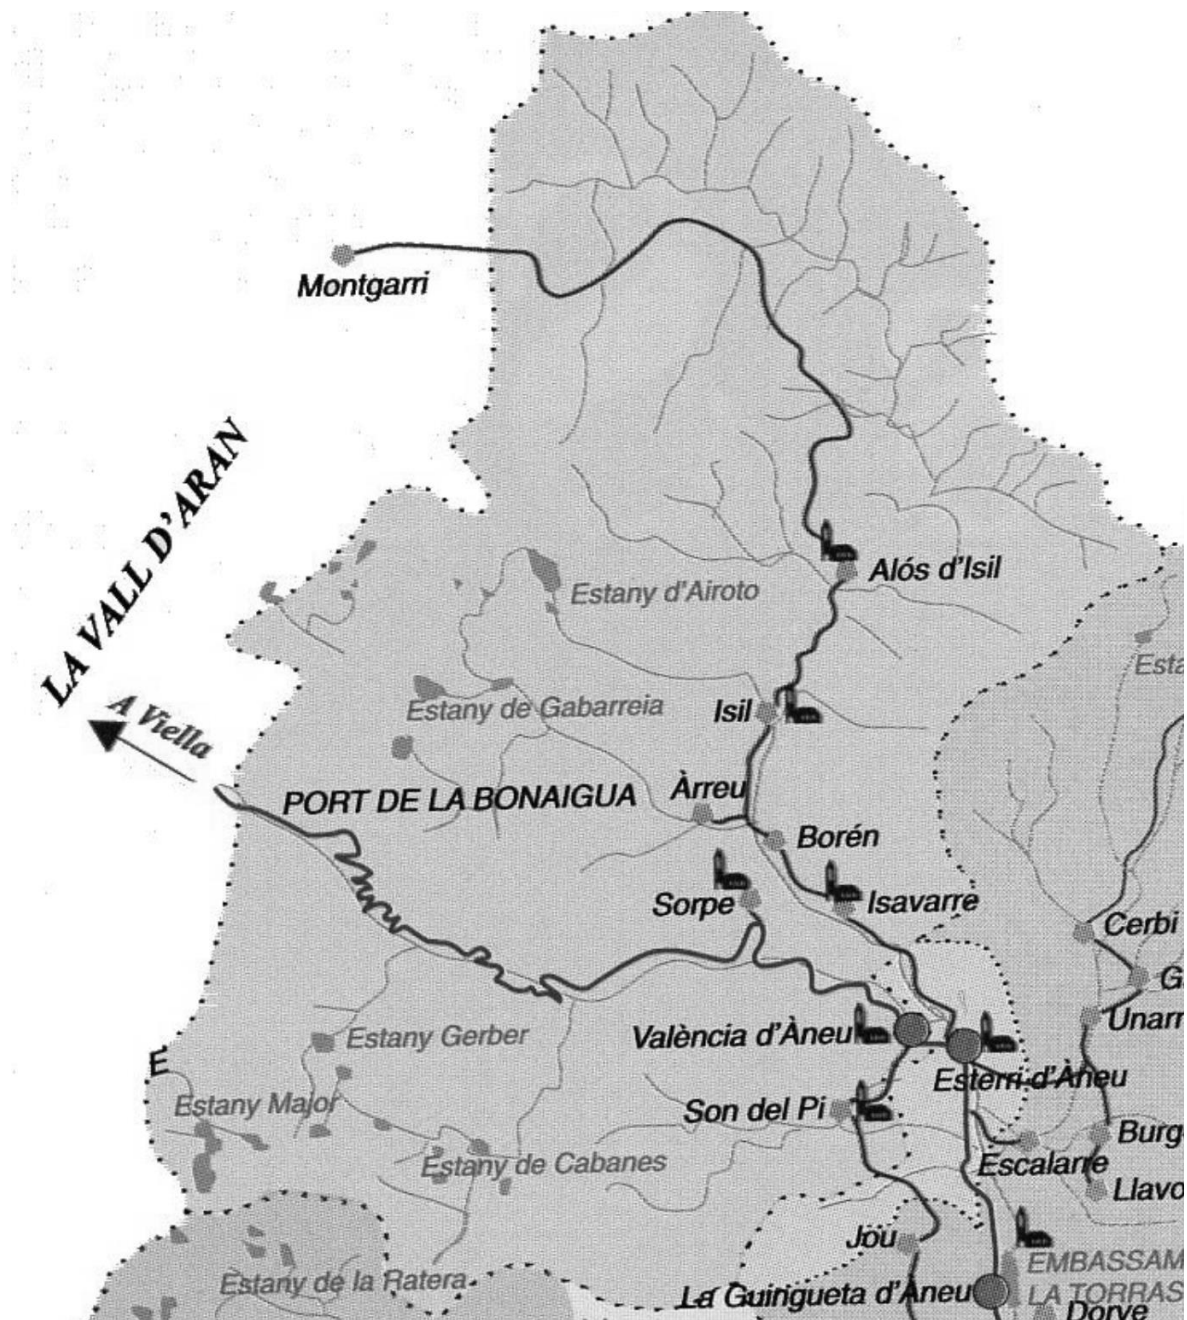 Montgarri
LA VALL D'ARAN
Alós d'Isil
Estany d'Airoto
Estany de Gabarreia
Isil
A Viella
PORT DE LA BONAIGUA
Àrreu
Borén
Sorpe
Isavarre
Cerbi
València d'Àneu
Estany Gerber
E
Esterri d'Àneu
Estany Major
Son del Pi
Estany de Cabanes
Escalarre
Jou
EMBASSAM
Estany de la Ratera
La Guingueta d'Àneu
LA TORRAS
Dorve